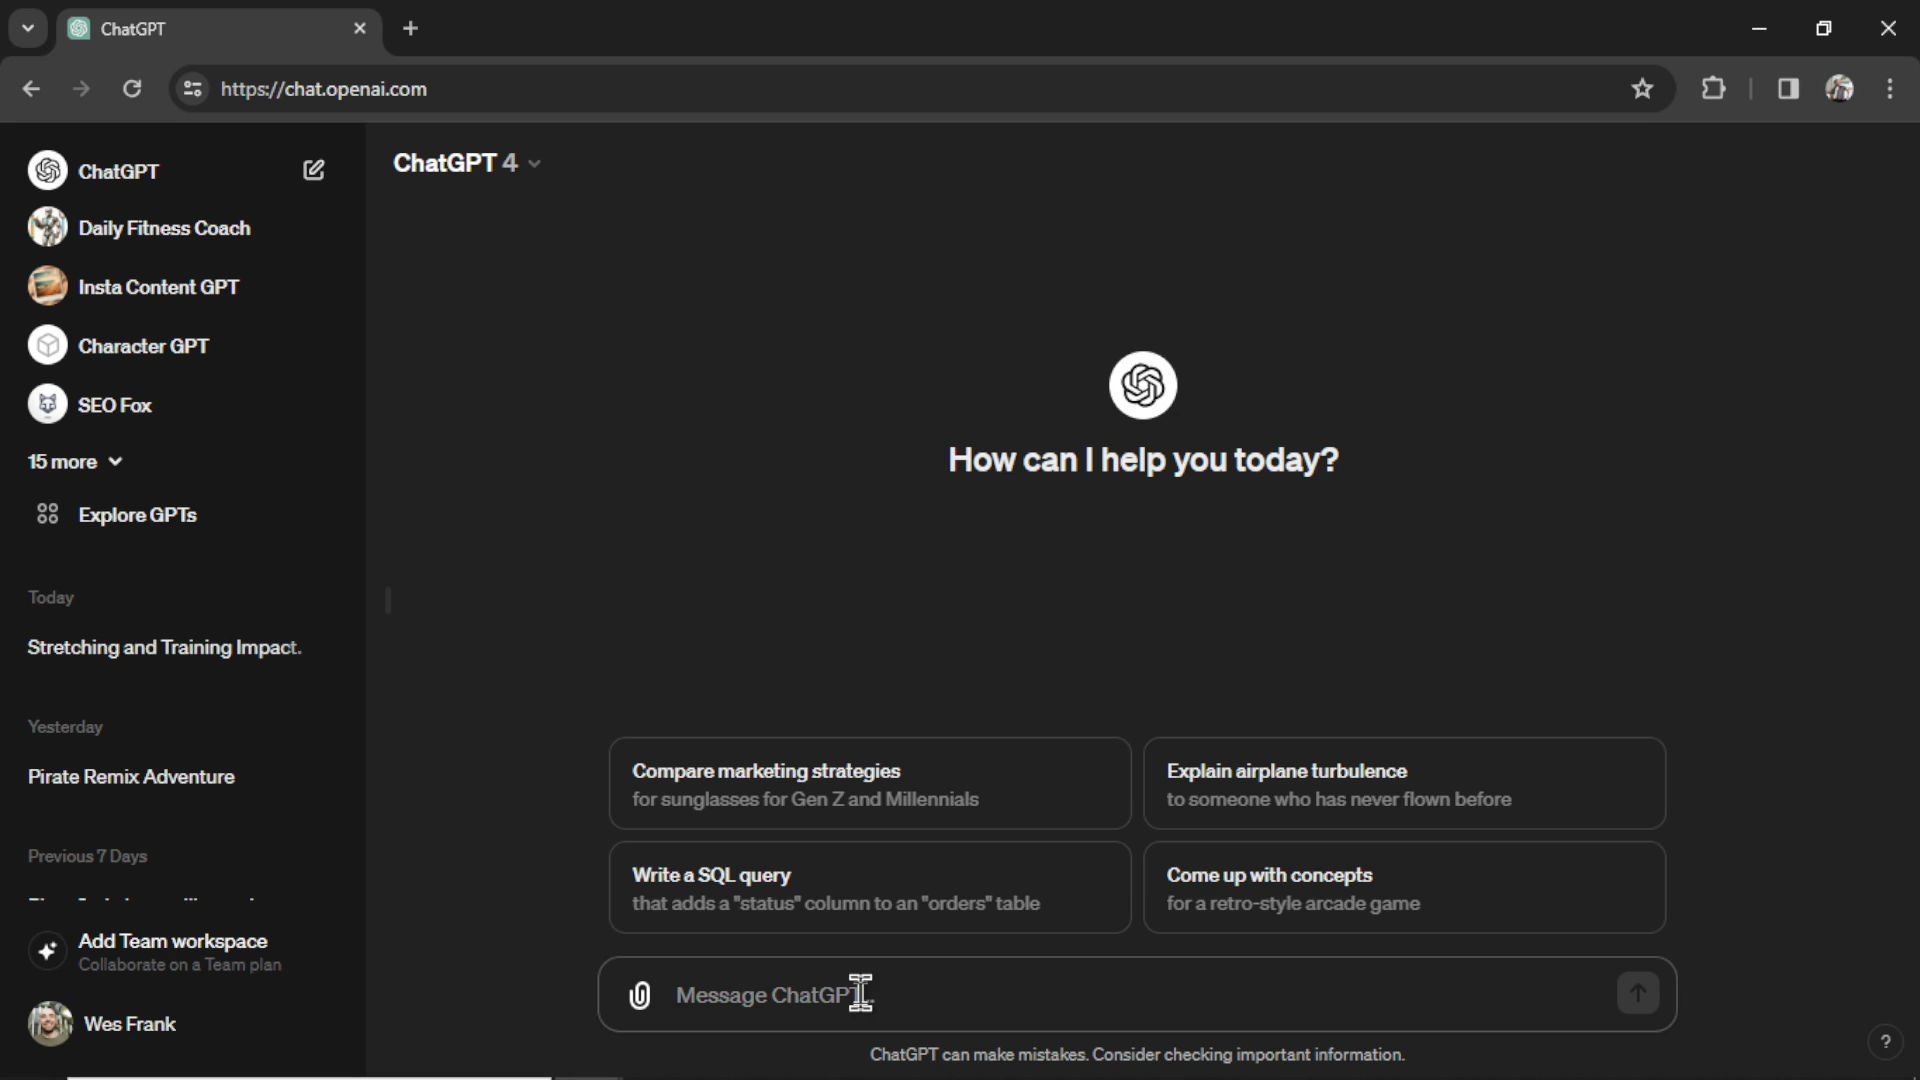 ChatGPT
https://chat.openai.com
ChatGPT
Daily Fitness Coach
Insta Content GPT
Character GPT
SEO Fox
15 more
Explore GPTs
Today
Stretching and Training Impact.
Yesterday
Pirate Remix Adventure
Previous 7 Days
Add Team workspace
Collaborate on a Team plan
Wes Frank
ChatGPT 4
How can I help you today?
Compare marketing strategies
for sunglasses for Gen Z and Millennials
Explain airplane turbulence
to someone who has never flown before
Write a SQL query
that adds a "status" column to an "orders" table
Come up with concepts
for a retro-style arcade game
Message ChatGPT...
ChatGPT can make mistakes. Consider checking important information.
?